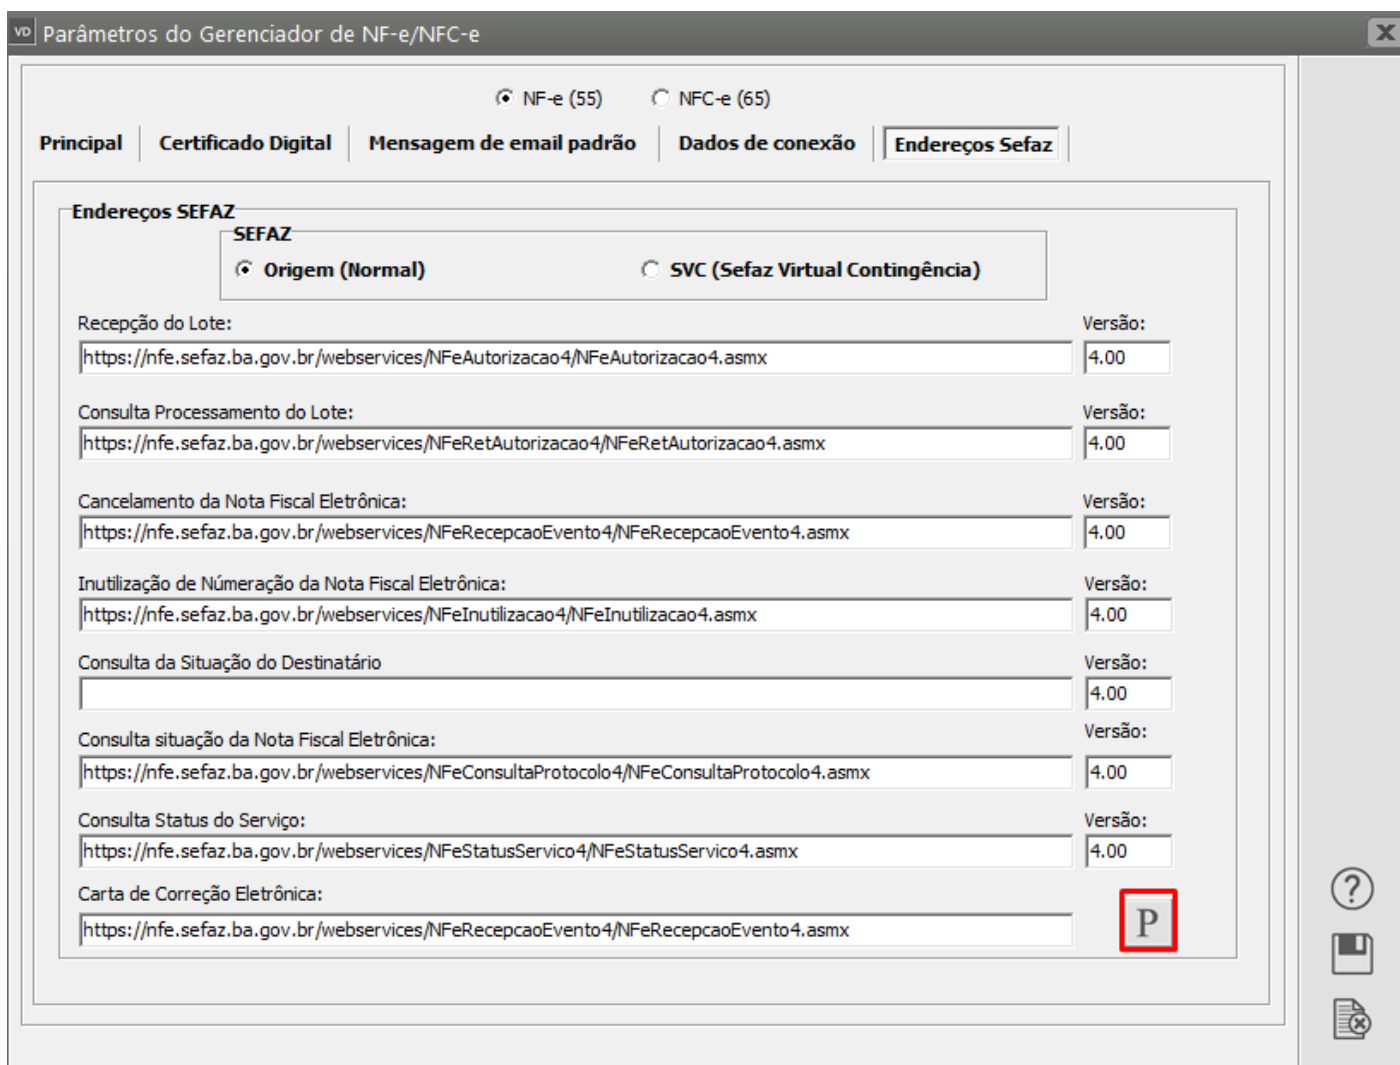 VD Parâmetros do Gerenciador de NF-e/NFC-e X
NF-e (55) NFC-e (65)
Principal Certificado Digital Mensagem de email padrão Dados de conexão Endereços Sefaz
Endereços SEFAZ
SEFAZ
Origem (Normal) SVC (Sefaz Virtual Contingência)
Recepção do Lote: Versão:
https://nfe.sefaz.ba.gov.br/webservices/NFeAutorizacao4/NFeAutorizacao4.asmx 4.00
Consulta Processamento do Lote: Versão:
https://nfe.sefaz.ba.gov.br/webservices/NFeRetAutorizacao4/NFeRetAutorizacao4.asmx 4.00
Cancelamento da Nota Fiscal Eletrônica: Versão:
https://nfe.sefaz.ba.gov.br/webservices/NFeRecepcaoEvento4/NFeRecepcaoEvento4.asmx 4.00
Inutilização de Númeração da Nota Fiscal Eletrônica: Versão:
https://nfe.sefaz.ba.gov.br/webservices/NFeInutilizacao4/NFeInutilizacao4.asmx 4.00
Consulta da Situação do Destinatário Versão:
4.00
Consulta situação da Nota Fiscal Eletrônica: Versão:
https://nfe.sefaz.ba.gov.br/webservices/NFeConsultaProtocolo4/NFeConsultaProtocolo4.asmx 4.00
Consulta Status do Serviço: Versão:
https://nfe.sefaz.ba.gov.br/webservices/NFeStatusServico4/NFeStatusServico4.asmx 4.00
Carta de Correção Eletrônica:
https://nfe.sefaz.ba.gov.br/webservices/NFeRecepcaoEvento4/NFeRecepcaoEvento4.asmx P
?